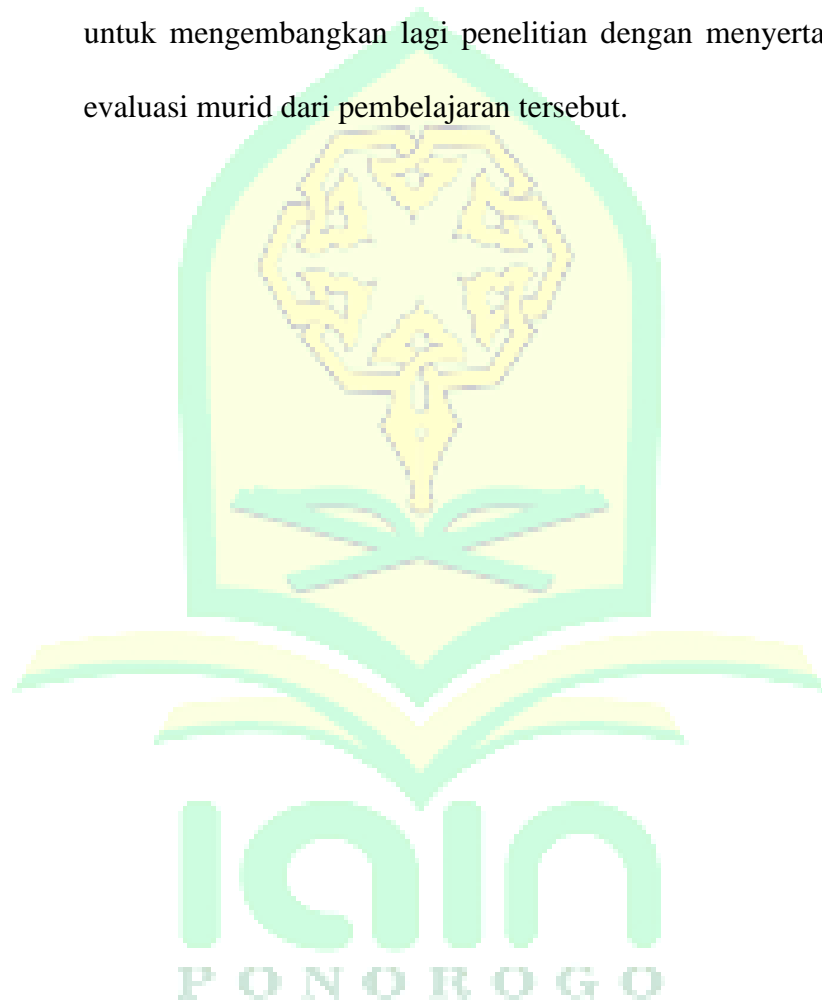 untuk mengembangkan lagi penelitian dengan menyerta
evaluasi murid dari pembelajaran tersebut.
iain
PONOROGO